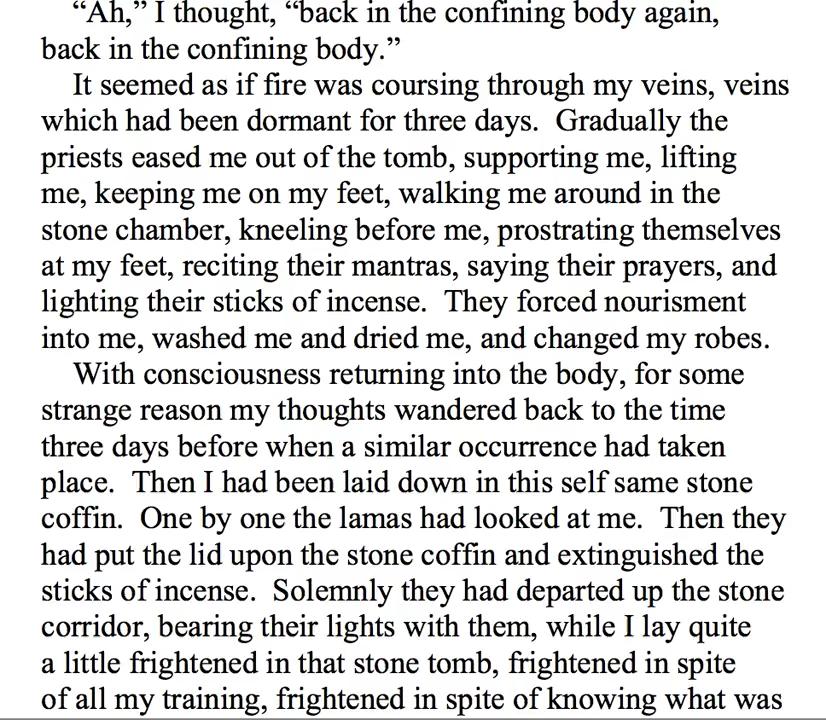 “Ah,” I thought, “back in the confining body again,
back in the confining body.”
It seemed as if fire was coursing through my veins, veins
which had been dormant for three days.  Gradually the
priests eased me out of the tomb, supporting me, lifting
me, keeping me on my feet, walking me around in the
stone chamber, kneeling before me, prostrating themselves
at my feet, reciting their mantras, saying their prayers, and
lighting their sticks of incense.  They forced nourisment
into me, washed me and dried me, and changed my robes.
With consciousness returning into the body, for some
strange reason my thoughts wandered back to the time
three days before when a similar occurrence had taken
place.  Then I had been laid down in this self same stone
coffin.  One by one the lamas had looked at me.  Then they
had put the lid upon the stone coffin and extinguished the
sticks of incense.  Solemnly they had departed up the stone
corridor, bearing their lights with them, while I lay quite
a little frightened in that stone tomb, frightened in spite
of all my training, frightened in spite of knowing what was